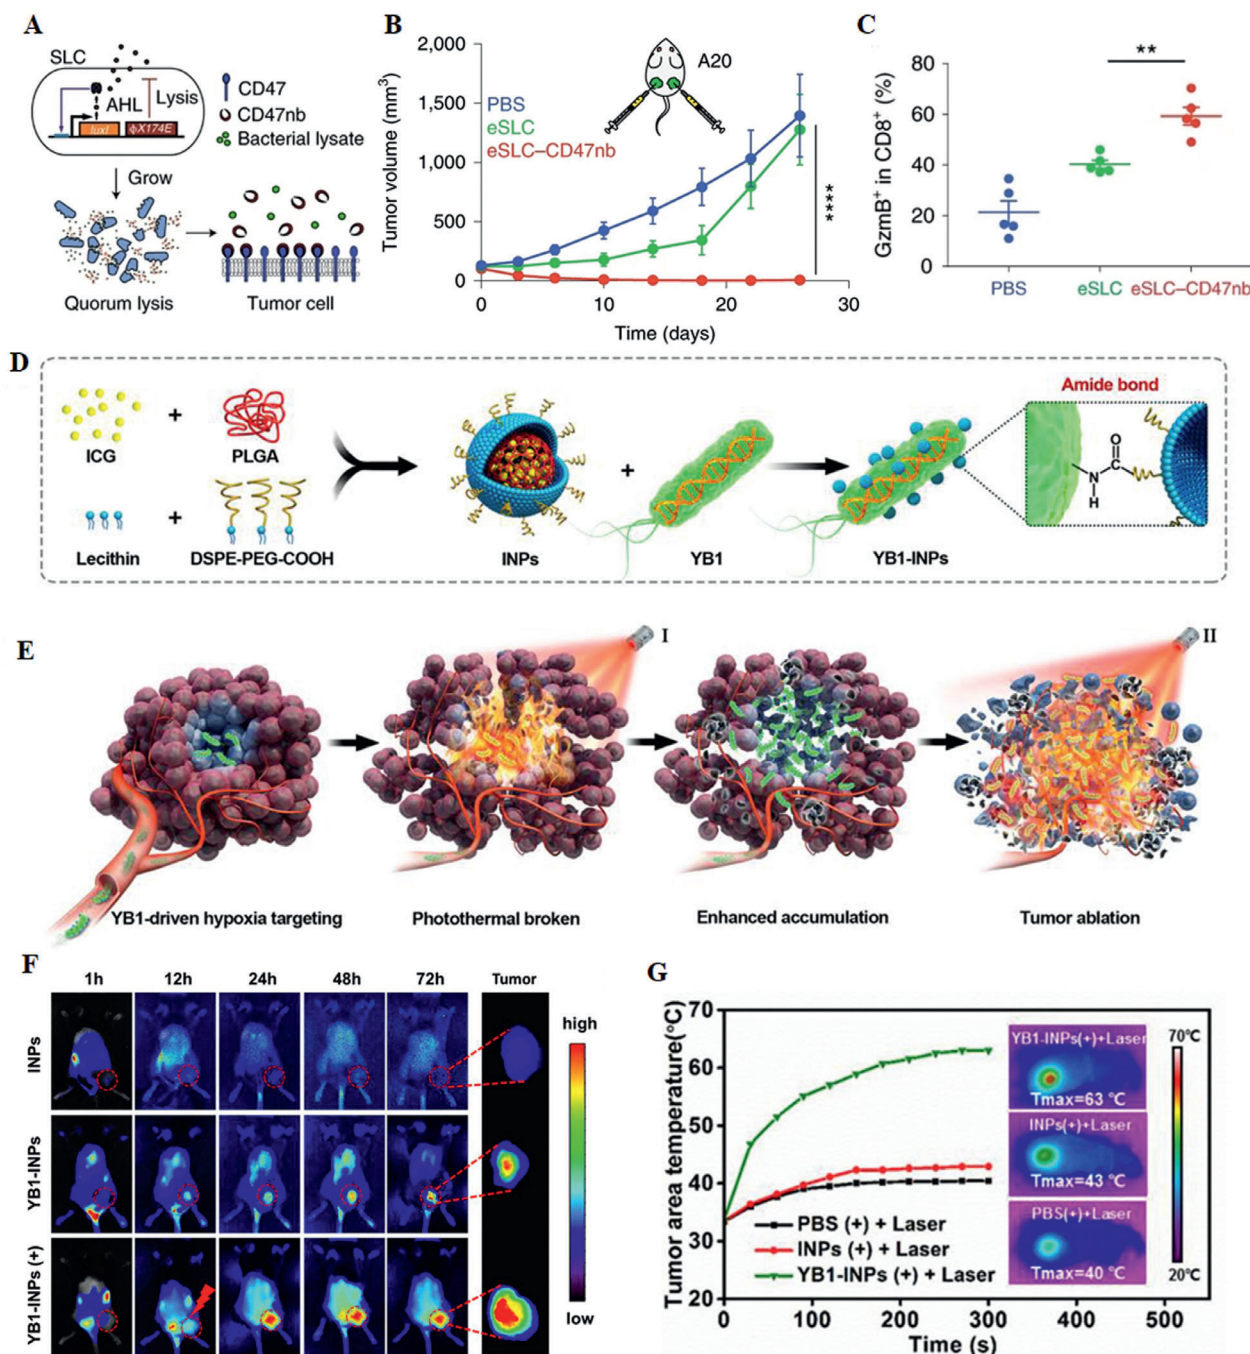 A
SLC
AHL
Lysis
luxI
ϕX174E
CD47
CD47nb
Bacterial lysate
Grow
Quorum lysis
Tumor cell
B
2,000
1,500
1,000
500
0
Tumor volume (mm³)
PBS
eSLC
eSLC–CD47nb
A20
****
0
10
20
30
Time (days)
C
**
80
60
40
20
0
GzmB⁺ in CD8⁺ (%)
PBS
eSLC
eSLC–CD47nb
D
ICG
+
PLGA
Lecithin
+
DSPE-PEG-COOH
INPs
+
YB1
YB1-INPs
Amide bond
O
C
N
H
E
I
II
YB1-driven hypoxia targeting
Photothermal broken
Enhanced accumulation
Tumor ablation
F
1h
12h
24h
48h
72h
Tumor
INPs
YB1-INPs
YB1-INPs (+)
high
low
G
70
60
50
40
30
20
Tumor area temperature(°C)
PBS (+) + Laser
INPs (+) + Laser
YB1-INPs (+) + Laser
YB1-INPs(+)+Laser
Tmax=63 ℃
INPs(+)+Laser
Tmax=43 ℃
PBS(+)+Laser
Tmax=40 ℃
70℃
20℃
0
100
200
300
400
500
Time (s)